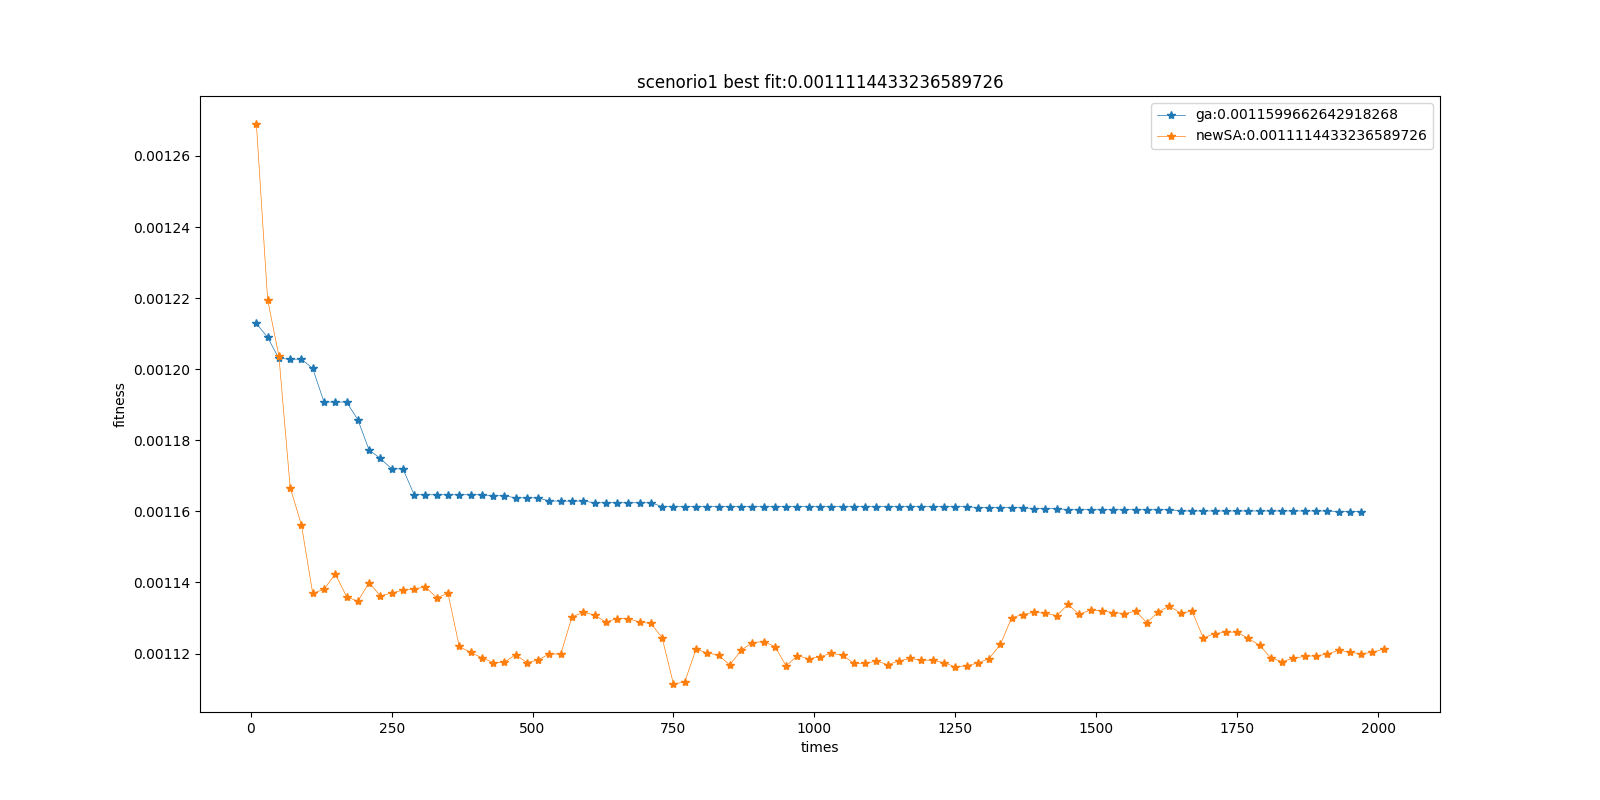 scenorio1 best fit:0.0011114433236589726
ga:0.0011599662642918268
newSA:0.0011114433236589726
0.00126
0.00124
0.00122
0.00120
0.00118
0.00116
0.00114
0.00112
fitness
0 250 500 750 1000 1250 1500 1750 2000
times